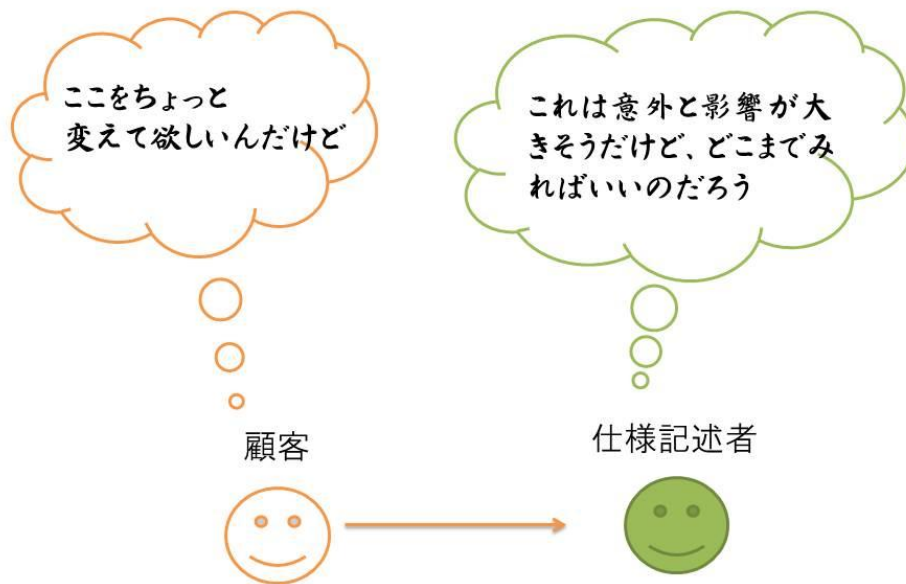 ここをちょっと
変えて欲しいんだけど
これは意外と影響が大
きそうだけど、どこまでみ
ればいいのだろう
顧客
仕様記述者